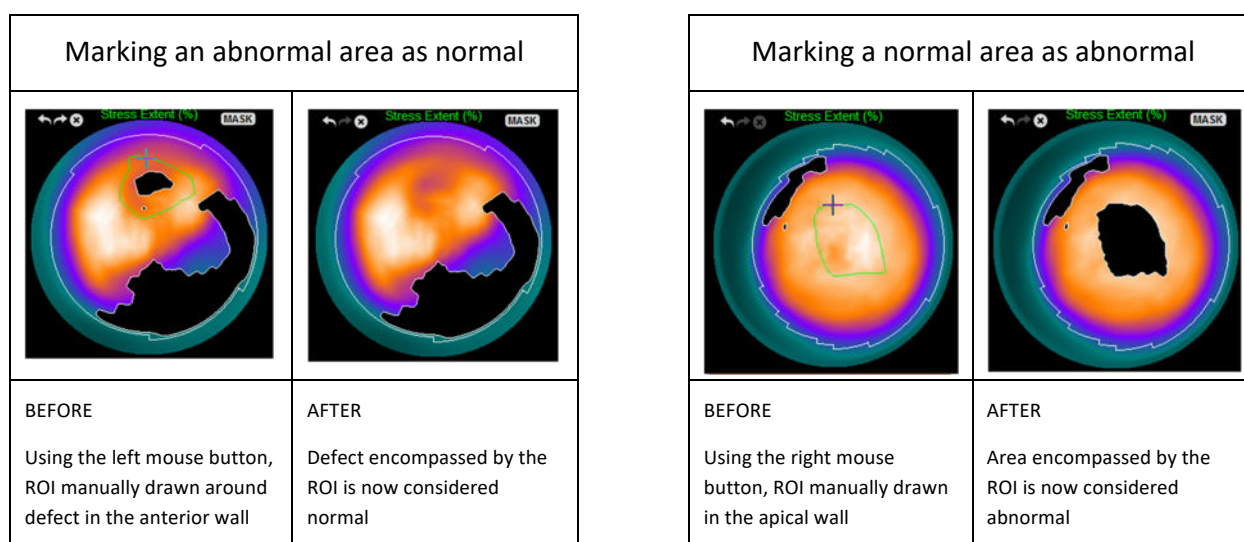 Marking an abnormal area as normal
Stress Extent (%)
MASK
Stress Extent (%)
MASK
BEFORE
Using the left mouse button,
ROI manually drawn around
defect in the anterior wall
AFTER
Defect encompassed by the
ROI is now considered
normal
Marking a normal area as abnormal
Stress Extent (%)
MASK
Stress Extent (%)
MASK
BEFORE
Using the right mouse
button, ROI manually drawn
in the apical wall
AFTER
Area encompassed by the
ROI is now considered
abnormal